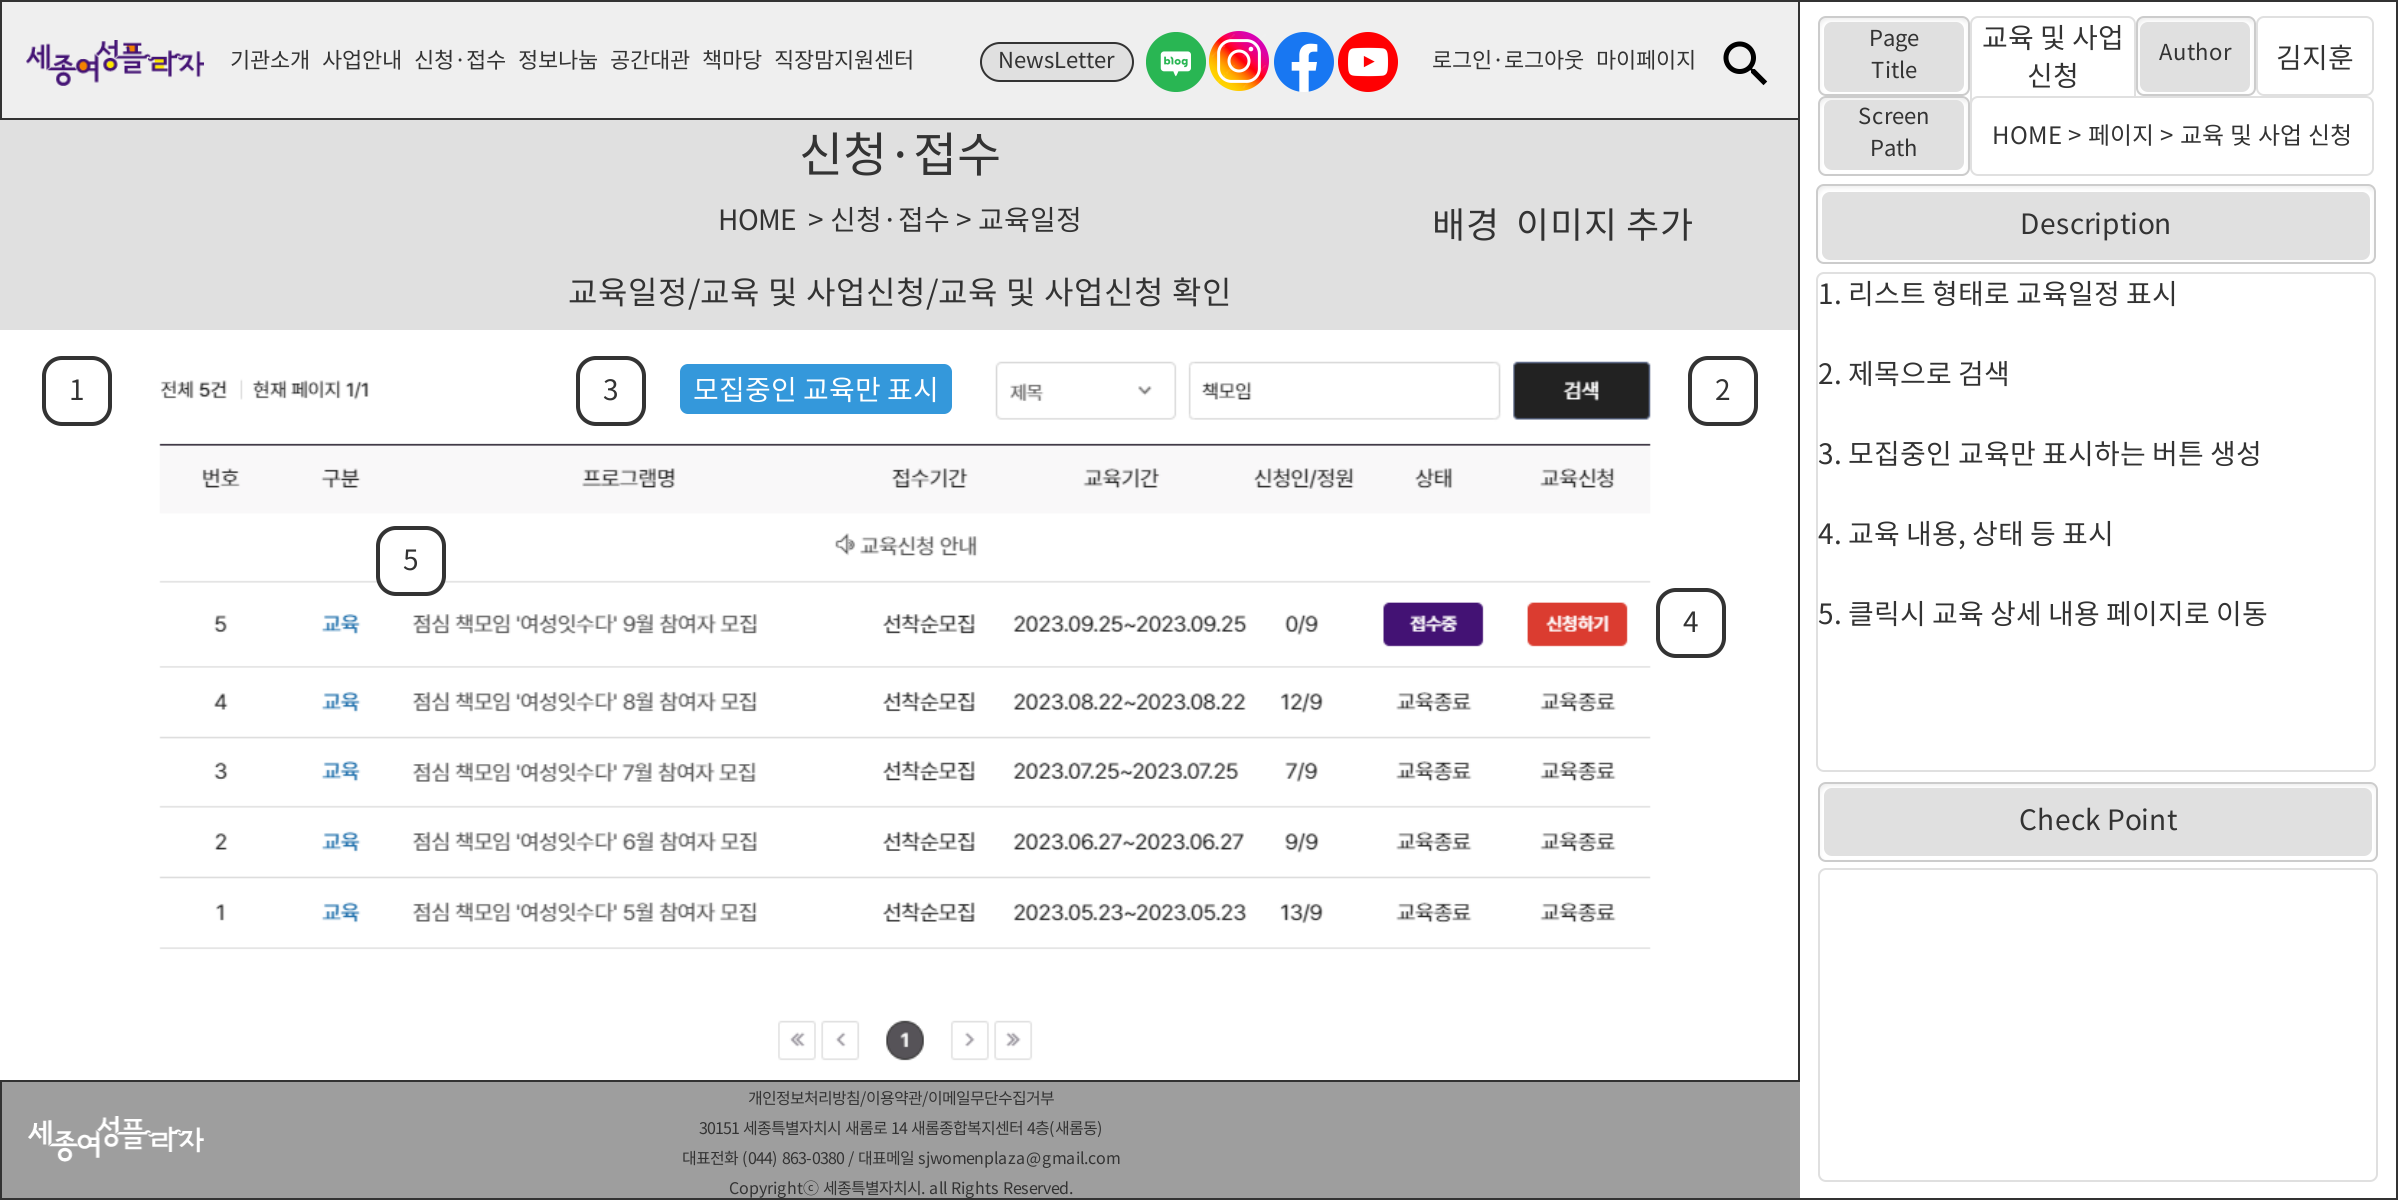 세종여성플라자 기관소개 사업안내 신청·접수 정보나눔 공간대관 책마당 직장맘지원센터 NewsLetter blog 로그인·로그아웃 마이페이지
신청·접수
HOME > 신청·접수 > 교육일정
배경 이미지 추가
교육일정/교육 및 사업신청/교육 및 사업신청 확인
1 전체 5건 현재 페이지 1/1 3 모집중인 교육만 표시 제목 책모임 검색 2
번호 구분 프로그램명 접수기간 교육기간 신청인/정원 상태 교육신청
교육신청 안내
5
5 교육 점심 책모임 '여성잇수다' 9월 참여자 모집 선착순모집 2023.09.25~2023.09.25 0/9 접수중 신청하기 4
4 교육 점심 책모임 '여성잇수다' 8월 참여자 모집 선착순모집 2023.08.22~2023.08.22 12/9 교육종료 교육종료
3 교육 점심 책모임 '여성잇수다' 7월 참여자 모집 선착순모집 2023.07.25~2023.07.25 7/9 교육종료 교육종료
2 교육 점심 책모임 '여성잇수다' 6월 참여자 모집 선착순모집 2023.06.27~2023.06.27 9/9 교육종료 교육종료
1 교육 점심 책모임 '여성잇수다' 5월 참여자 모집 선착순모집 2023.05.23~2023.05.23 13/9 교육종료 교육종료
« < 1 > »
세종여성플라자
개인정보처리방침/이용약관/이메일무단수집거부
30151 세종특별자치시 새롬로 14 새롬종합복지센터 4층(새롬동)
대표전화 (044) 863-0380 / 대표메일 sjwomenplaza@gmail.com
Copyrightⓒ 세종특별자치시. all Rights Reserved.
Page
Title
교육 및 사업
신청
Author
김지훈
Screen
Path
HOME > 페이지 > 교육 및 사업 신청
Description
1. 리스트 형태로 교육일정 표시
2. 제목으로 검색
3. 모집중인 교육만 표시하는 버튼 생성
4. 교육 내용, 상태 등 표시
5. 클릭시 교육 상세 내용 페이지로 이동
Check Point